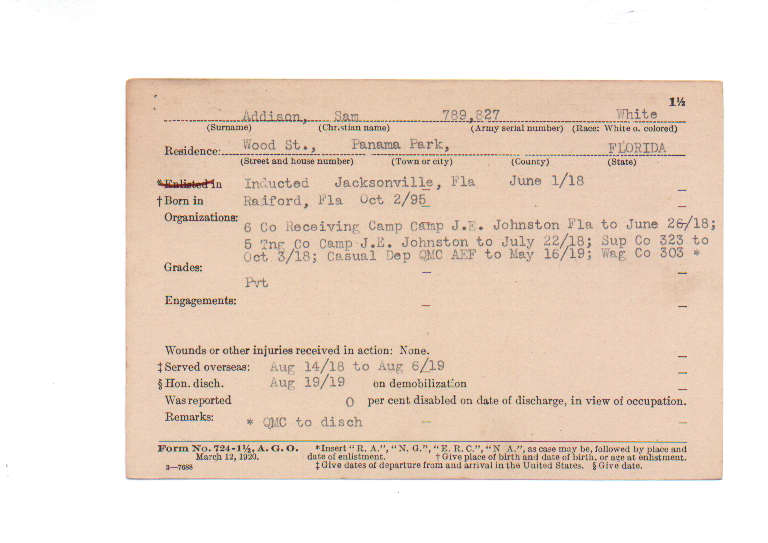 1½
Addison, Sam 789,827 White
(Surname) (Christian name) (Army serial number) (Race: White o. colored)
Residence: Wood St., Panama Park, FLORIDA
(Street and house number) (Town or city) (County) (State)
*Enlisted in Inducted Jacksonville, Fla June 1/18
†Born in Raiford, Fla Oct 2/95
Organizations: 6 Co Receiving Camp Camp J.E. Johnston Fla to June 26/18;
5 Tng Co Camp J.E. Johnston to July 22/18; Sup Co 323 to
Oct 3/18; Casual Dep QMC AEF to May 16/19; Wag Co 303 *
Grades:
Pvt
Engagements:
Wounds or other injuries received in action: None.
‡Served overseas: Aug 14/18 to Aug 6/19
§Hon. disch. Aug 19/19 on demobilization
Was reported 0 per cent disabled on date of discharge, in view of occupation.
Remarks: * QMC to disch
Form No. 724-1½, A. G. O. *Insert "R. A.", "N. G.", "E. R. C.", "N A.", as case may be, followed by place and
March 12, 1920. date of enlistment. †Give place of birth and date of birth, or age at enlistment.
3—7688 ‡Give dates of departure from and arrival in the United States. §Give date.